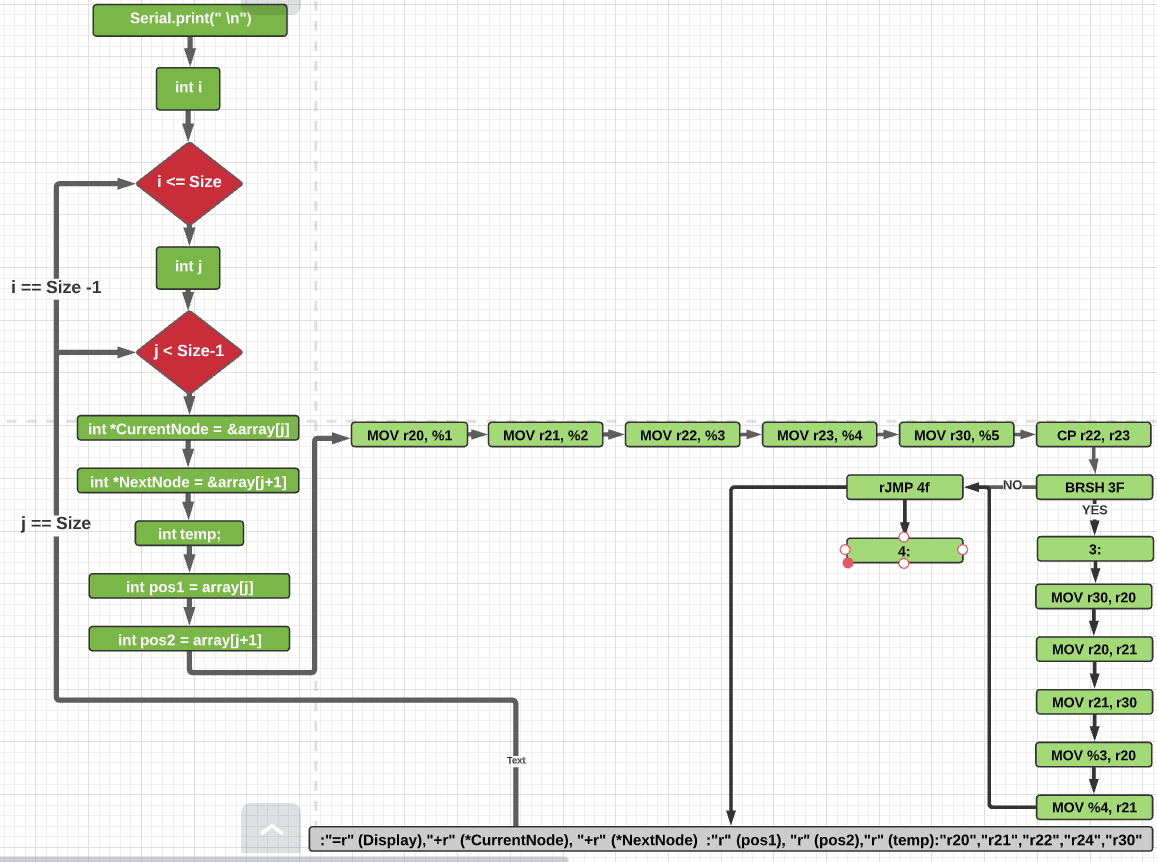 Serial.print(" \n")
int i
i <= Size
int j
i == Size -1
j < Size-1
int *CurrentNode = &array[j]
int *NextNode = &array[j+1]
j == Size
int temp;
int pos1 = array[j]
int pos2 = array[j+1]
MOV r20, %1
MOV r21, %2
MOV r22, %3
MOV r23, %4
MOV r30, %5
CP r22, r23
rJMP 4f
NO
BRSH 3F
YES
4:
3:
MOV r30, r20
MOV r20, r21
MOV r21, r30
MOV %3, r20
MOV %4, r21
Text
:"=r" (Display),"+r" (*CurrentNode), "+r" (*NextNode)  :"r" (pos1), "r" (pos2),"r" (temp):"r20","r21","r22","r24","r30"